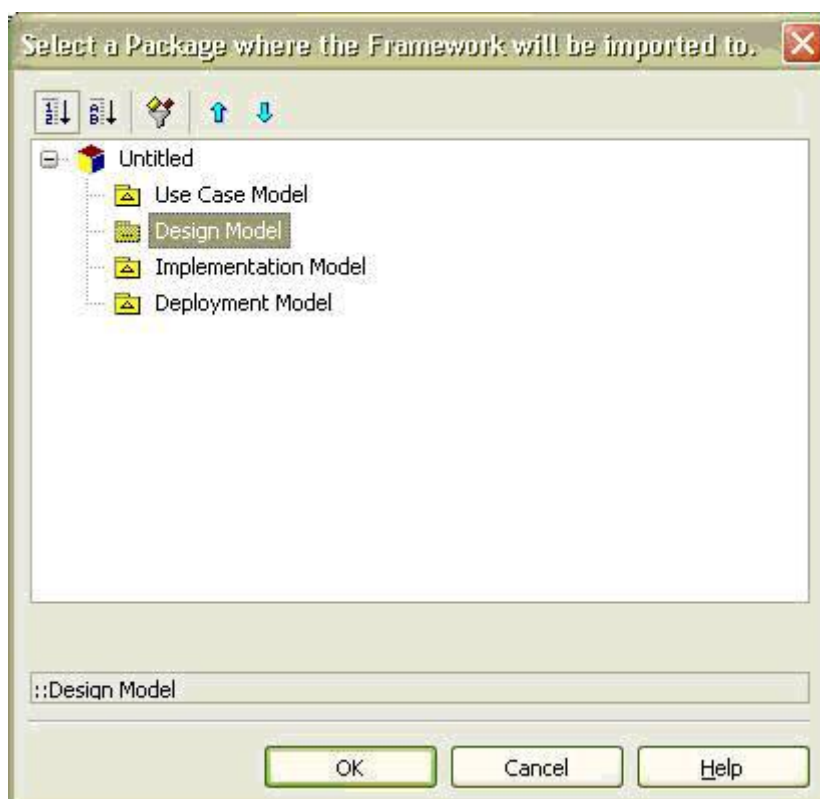 Select a Package where the Framework will be imported to.
Untitled
Use Case Model
Design Model
Implementation Model
Deployment Model
::Design Model
OK Cancel Help